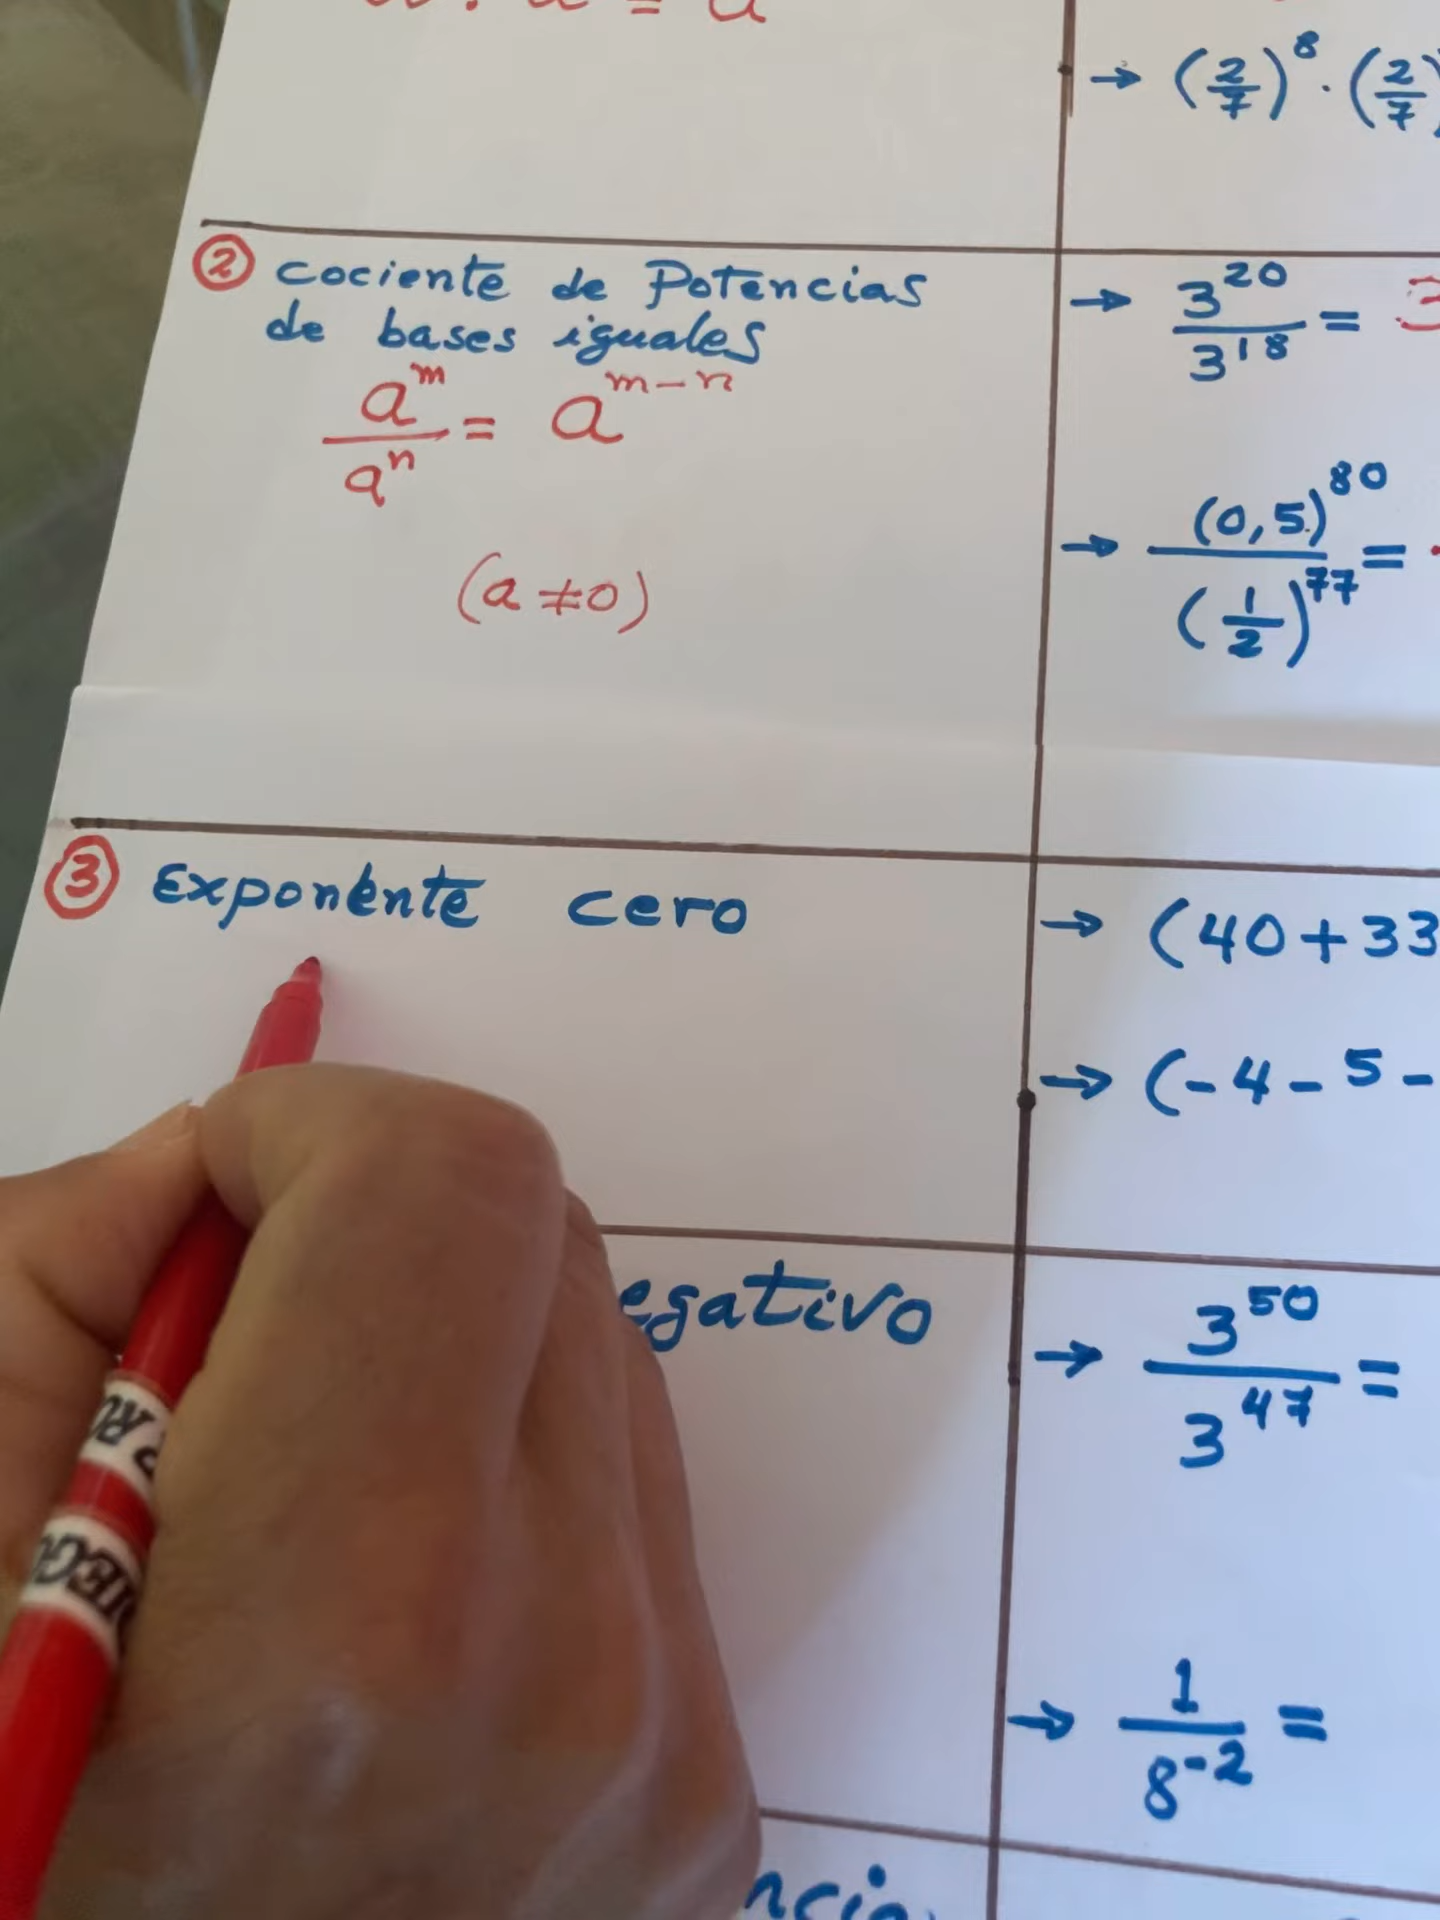 → (2/7)^8 · (2/7
② cociente de Potencias
de bases iguales
a^m/a^n = a^(m-n)
(a ≠ 0)
→ 3^20/3^18 = 3
→ (0,5)^80/(1/2)^77 =
③ Exponente cero
→ (40+33
→ (-4-5-
egativo
→ 3^50/3^47 =
→ 1/8^-2 =